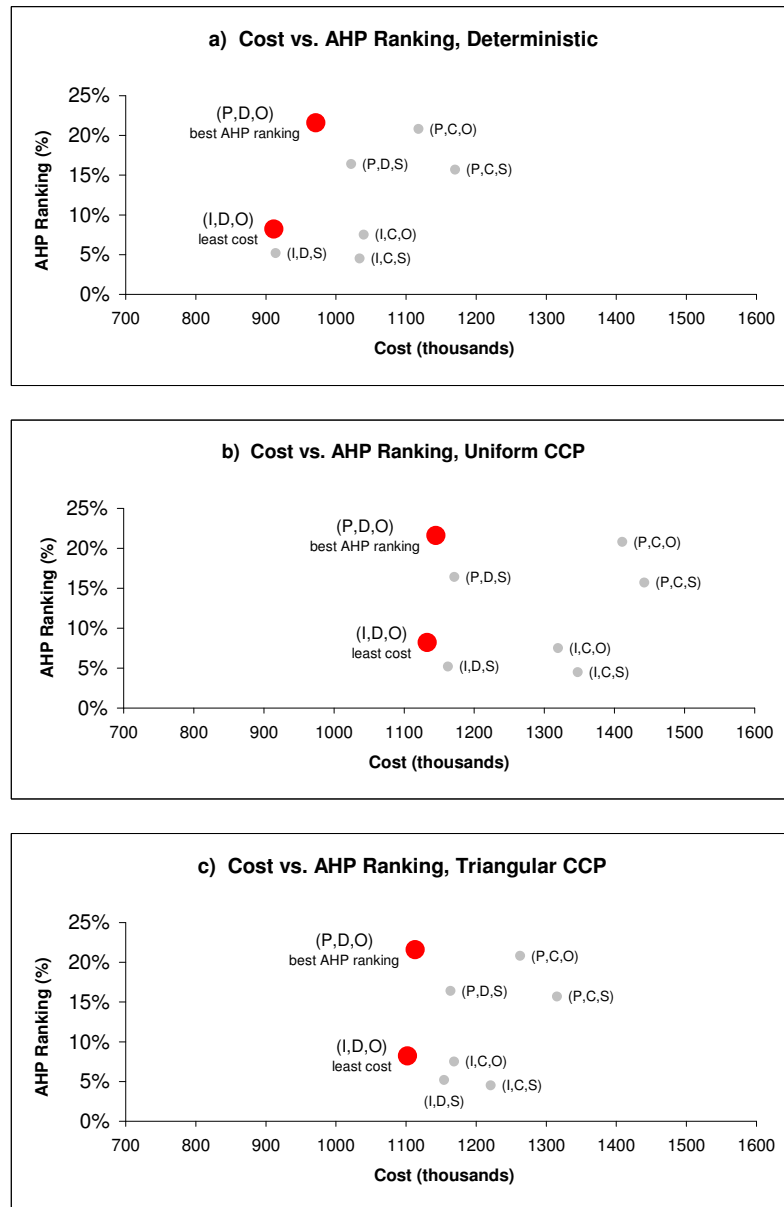 a)  Cost vs. AHP Ranking, Deterministic
AHP Ranking (%)
25%
20%
15%
10%
5%
0%
(P,D,O)
best AHP ranking
(P,C,O)
(P,D,S)
(P,C,S)
(I,D,O)
least cost
(I,C,O)
(I,D,S)
(I,C,S)
700 800 900 1000 1100 1200 1300 1400 1500 1600
Cost (thousands)
b)  Cost vs. AHP Ranking, Uniform CCP
AHP Ranking (%)
25%
20%
15%
10%
5%
0%
(P,D,O)
best AHP ranking
(P,C,O)
(P,D,S)
(P,C,S)
(I,D,O)
least cost
(I,C,O)
(I,D,S)
(I,C,S)
700 800 900 1000 1100 1200 1300 1400 1500 1600
Cost (thousands)
c)  Cost vs. AHP Ranking, Triangular CCP
AHP Ranking (%)
25%
20%
15%
10%
5%
0%
(P,D,O)
best AHP ranking
(P,C,O)
(P,D,S)
(P,C,S)
(I,D,O)
least cost
(I,C,O)
(I,D,S)
(I,C,S)
700 800 900 1000 1100 1200 1300 1400 1500 1600
Cost (thousands)